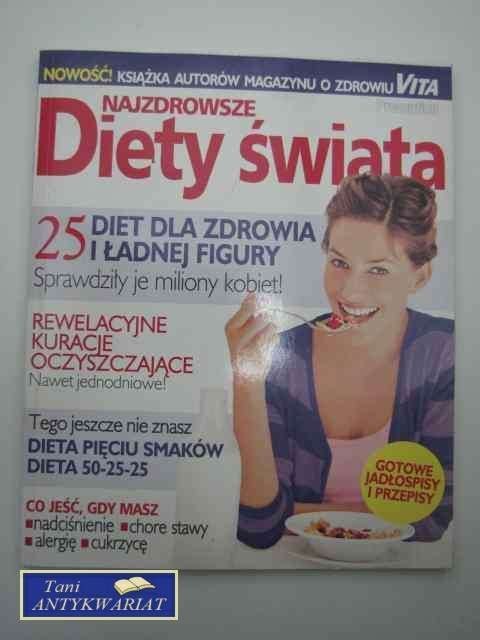 NOWOŚĆ! KSIĄŻKA AUTORÓW MAGAZYNU O ZDROWIU VITA
NAJZDROWSZE
Diety świata
25 DIET DLA ZDROWIA
I ŁADNEJ FIGURY
Sprawdziły je miliony kobiet!
REWELACYJNE
KURACJE
OCZYSZCZAJĄCE
Nawet jednodniowe!
Tego jeszcze nie znasz
DIETA PIĘCIU SMAKÓW
DIETA 50-25-25
GOTOWE
JADŁOSPISY
I PRZEPISY
CO JEŚĆ, GDY MASZ
▪nadciśnienie ▪chore stawy
▪alergię ▪cukrzycę
Tani
ANTYKWARIAT